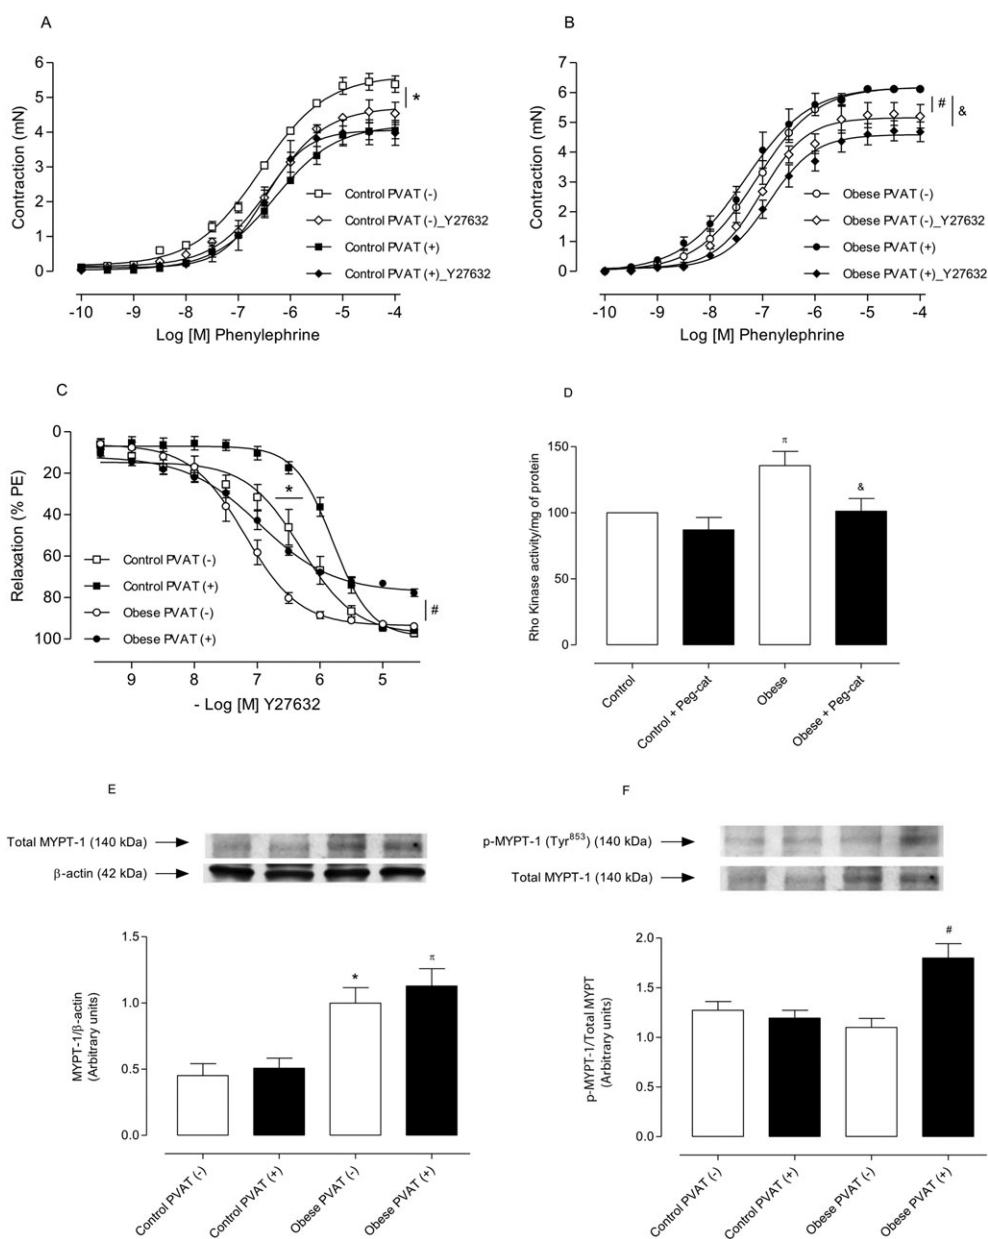 A
6
5
4
3
2
1
0
Contraction (mN)
*
Control PVAT (-)
Control PVAT (-)_Y27632
Control PVAT (+)
Control PVAT (+)_Y27632
-10 -9 -8 -7 -6 -5 -4
Log [M] Phenylephrine
B
7
6
5
4
3
2
1
0
Contraction (mN)
# &
Obese PVAT (-)
Obese PVAT (-)_Y27632
Obese PVAT (+)
Obese PVAT (+)_Y27632
-10 -9 -8 -7 -6 -5 -4
Log [M] Phenylephrine
C
0
20
40
60
80
100
Relaxation (% PE)
*
#
Control PVAT (-)
Control PVAT (+)
Obese PVAT (-)
Obese PVAT (+)
9 8 7 6 5
- Log [M] Y27632
D
150
100
50
0
Rho Kinase activity/mg of protein
π
&
Control
Control + Peg-cat
Obese
Obese + Peg-cat
E
Total MYPT-1 (140 kDa)
β-actin (42 kDa)
1.5
1.0
0.5
0.0
MYPT-1/β-actin
(Arbitrary units)
*
π
Control PVAT (-)
Control PVAT (+)
Obese PVAT (-)
Obese PVAT (+)
F
p-MYPT-1 (Tyr853) (140 kDa)
Total MYPT-1 (140 kDa)
2.0
1.5
1.0
0.5
0.0
p-MYPT-1/Total MYPT
(Arbitrary units)
#
Control PVAT (-)
Control PVAT (+)
Obese PVAT (-)
Obese PVAT (+)